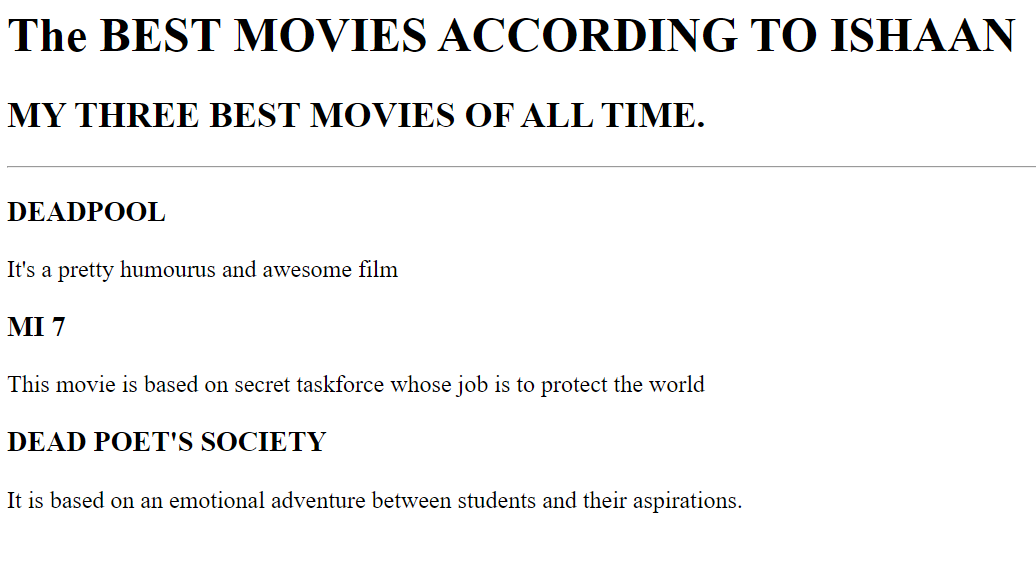 The BEST MOVIES ACCORDING TO ISHAAN
MY THREE BEST MOVIES OF ALL TIME.
DEADPOOL
It's a pretty humourus and awesome film
MI 7
This movie is based on secret taskforce whose job is to protect the world
DEAD POET'S SOCIETY
It is based on an emotional adventure between students and their aspirations.